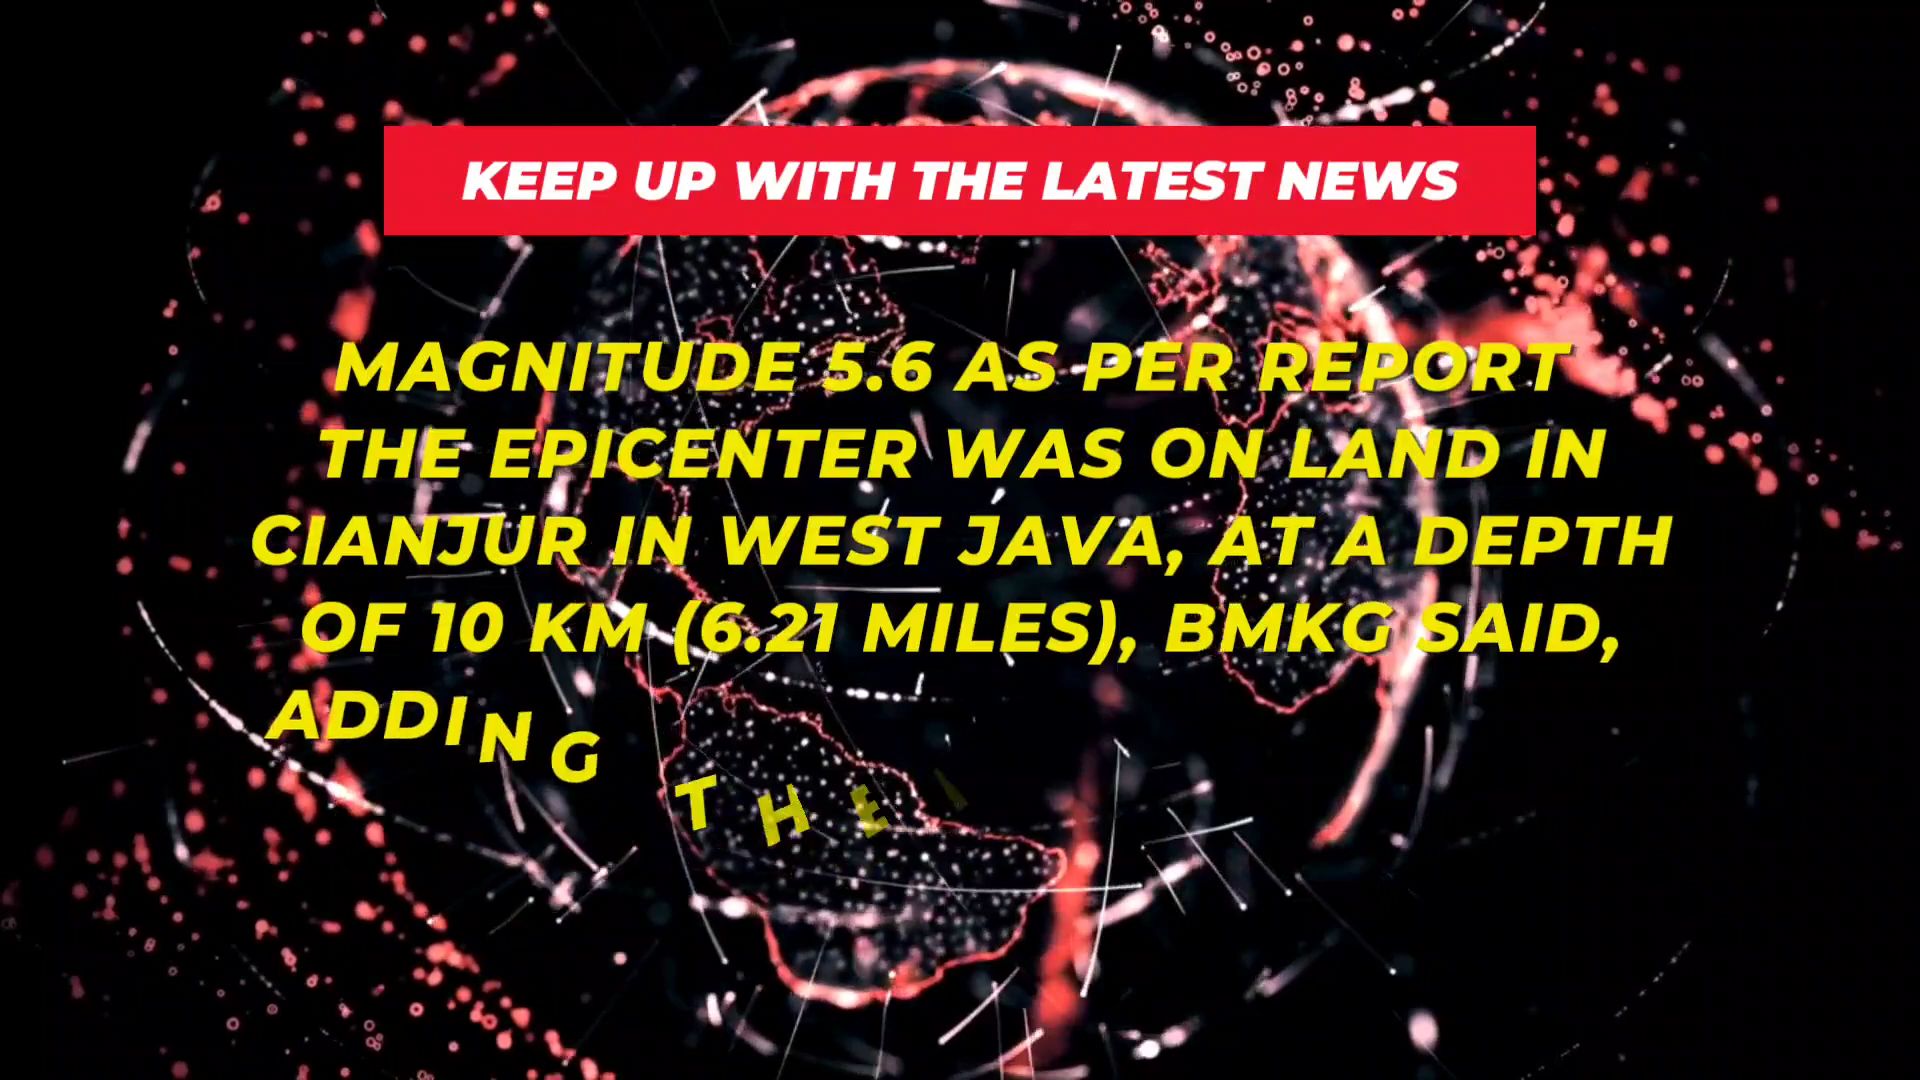 KEEP UP WITH THE LATEST NEWS
MAGNITUDE 5.6 AS PER REPORT
THE EPICENTER WAS ON LAND IN
CIANJUR IN WEST JAVA, AT A DEPTH
OF 10 KM (6.21 MILES), BMKG SAID,
ADDING THE